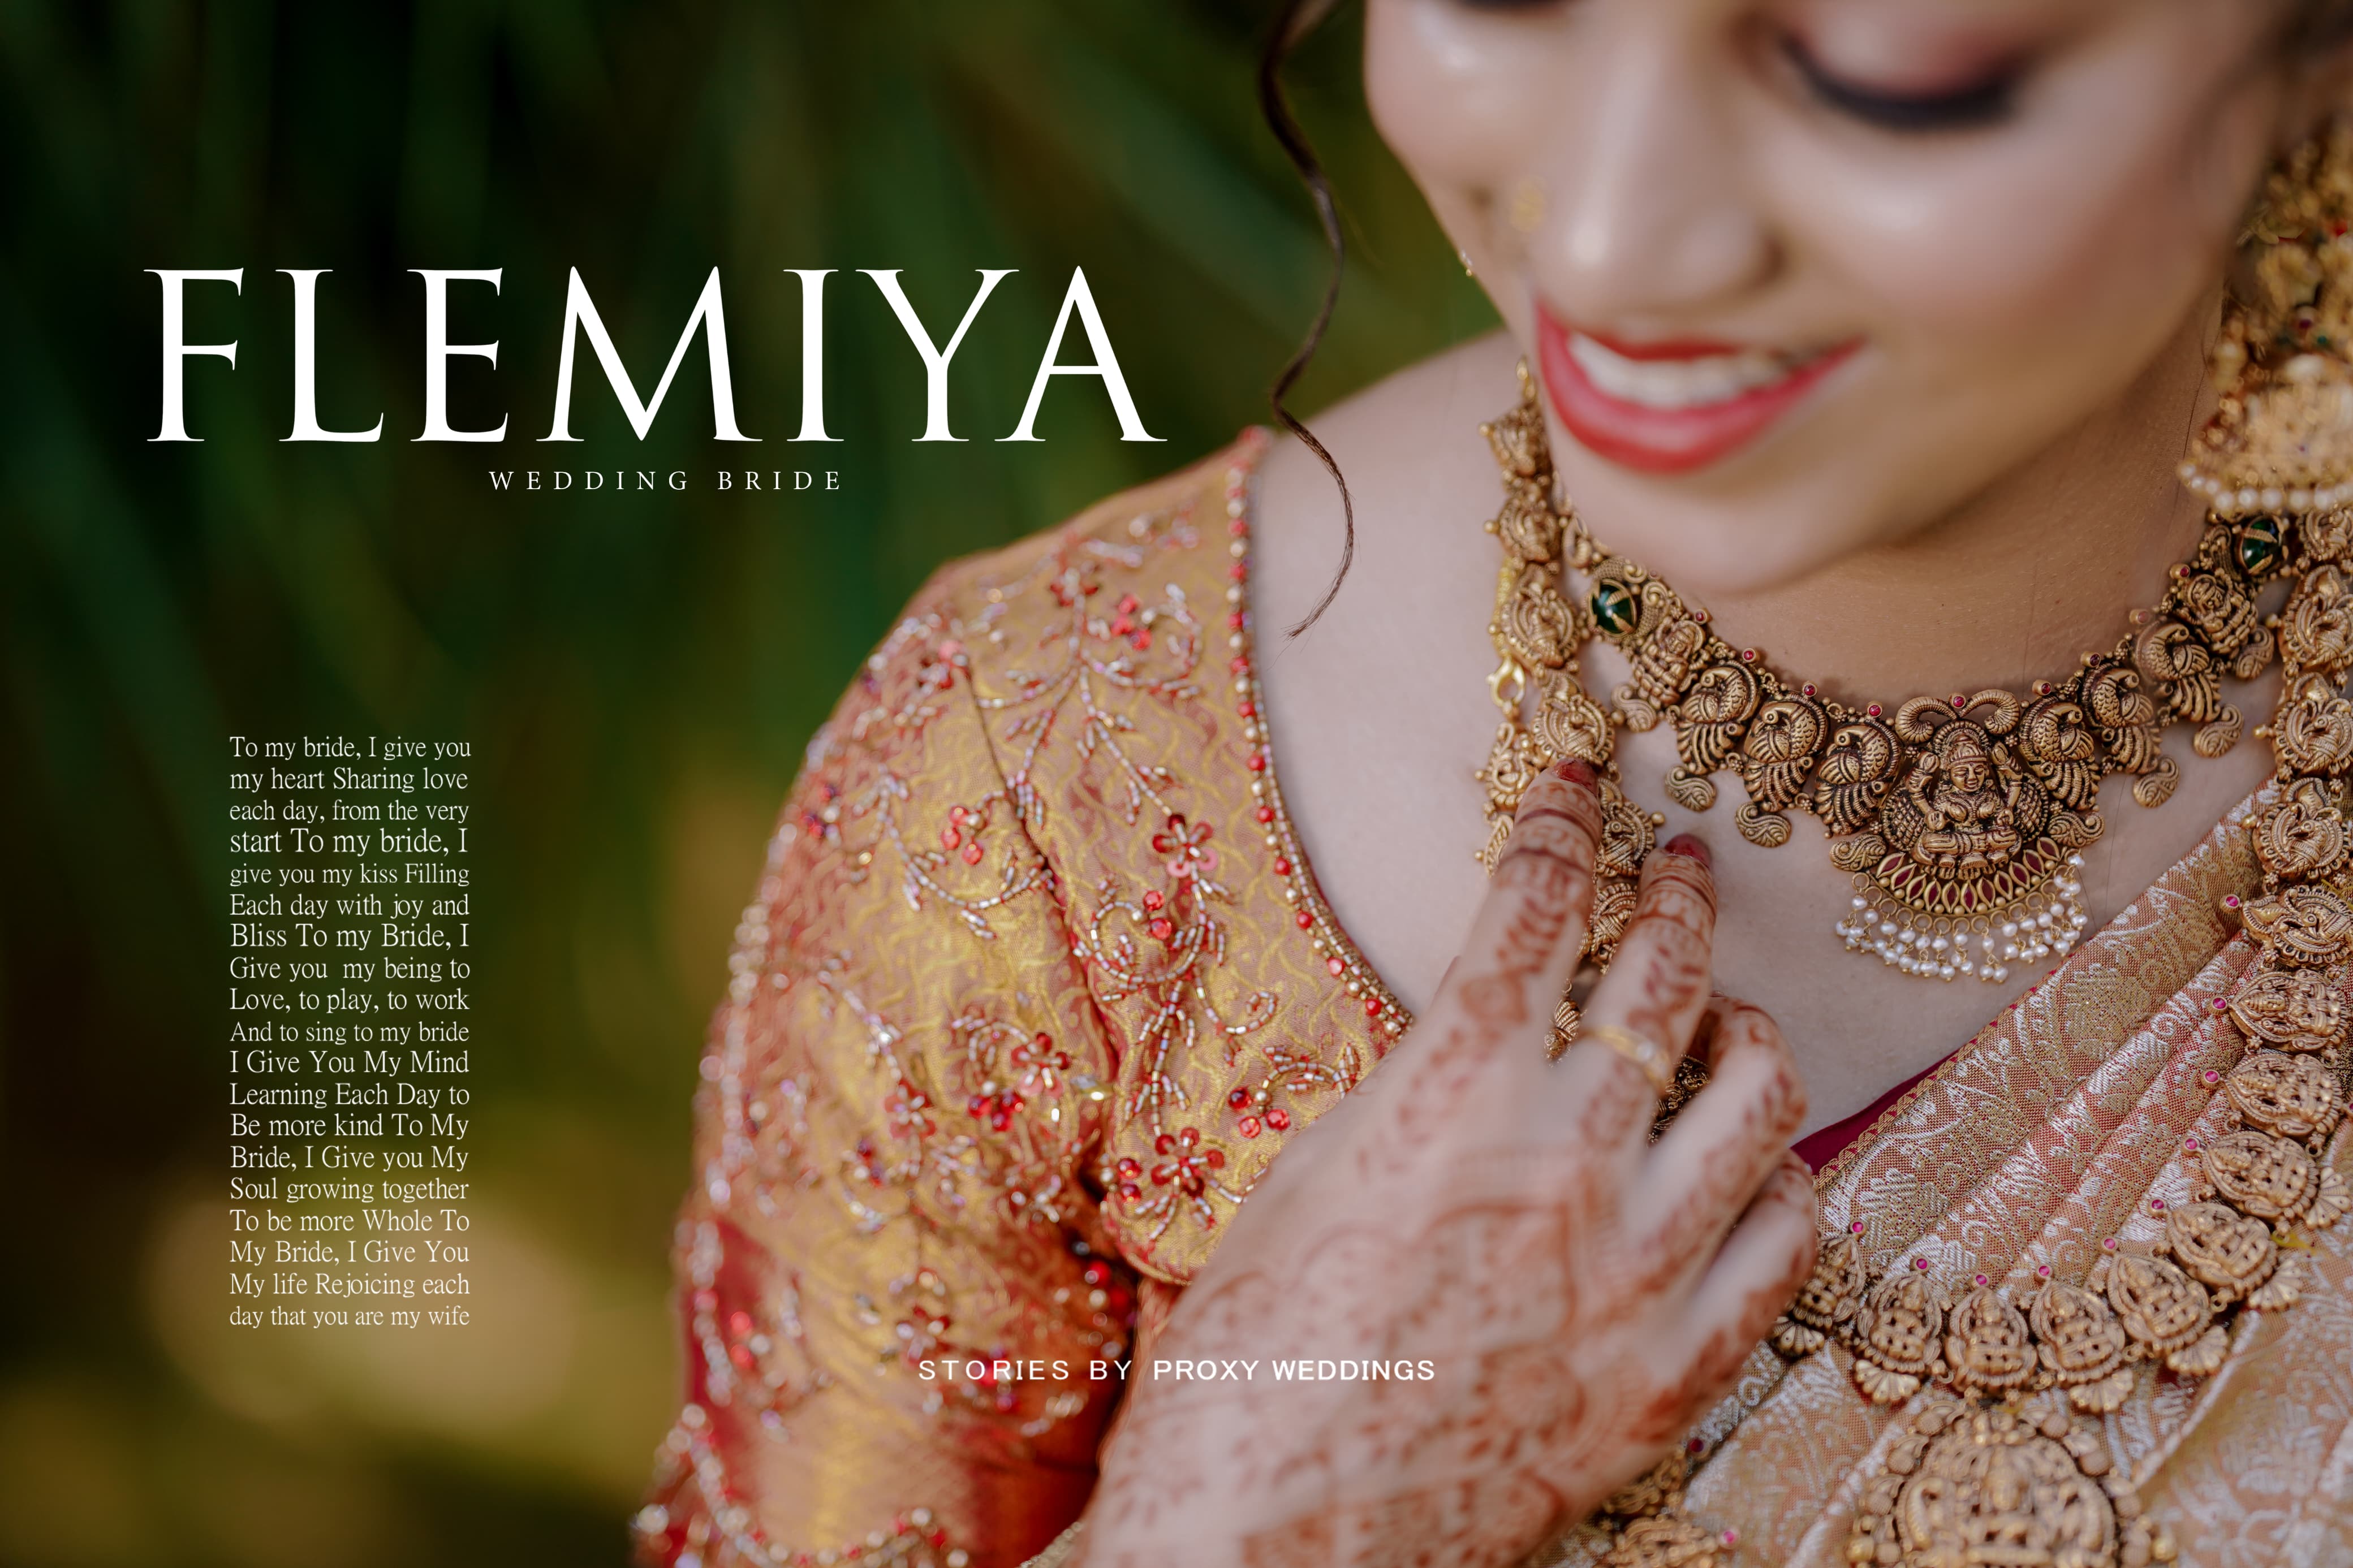 FLEMIYA
WEDDING BRIDE
To my bride, I give you
my heart Sharing love
each day, from the very
start To my bride, I
give you my kiss Filling
Each day with joy and
Bliss To my Bride, I
Give you  my being to
Love, to play, to work
And to sing to my bride
I Give You My Mind
Learning Each Day to
Be more kind To My
Bride, I Give you My
Soul growing together
To be more Whole To
My Bride, I Give You
My life Rejoicing each
day that you are my wife
STORIES BY PROXY WEDDINGS